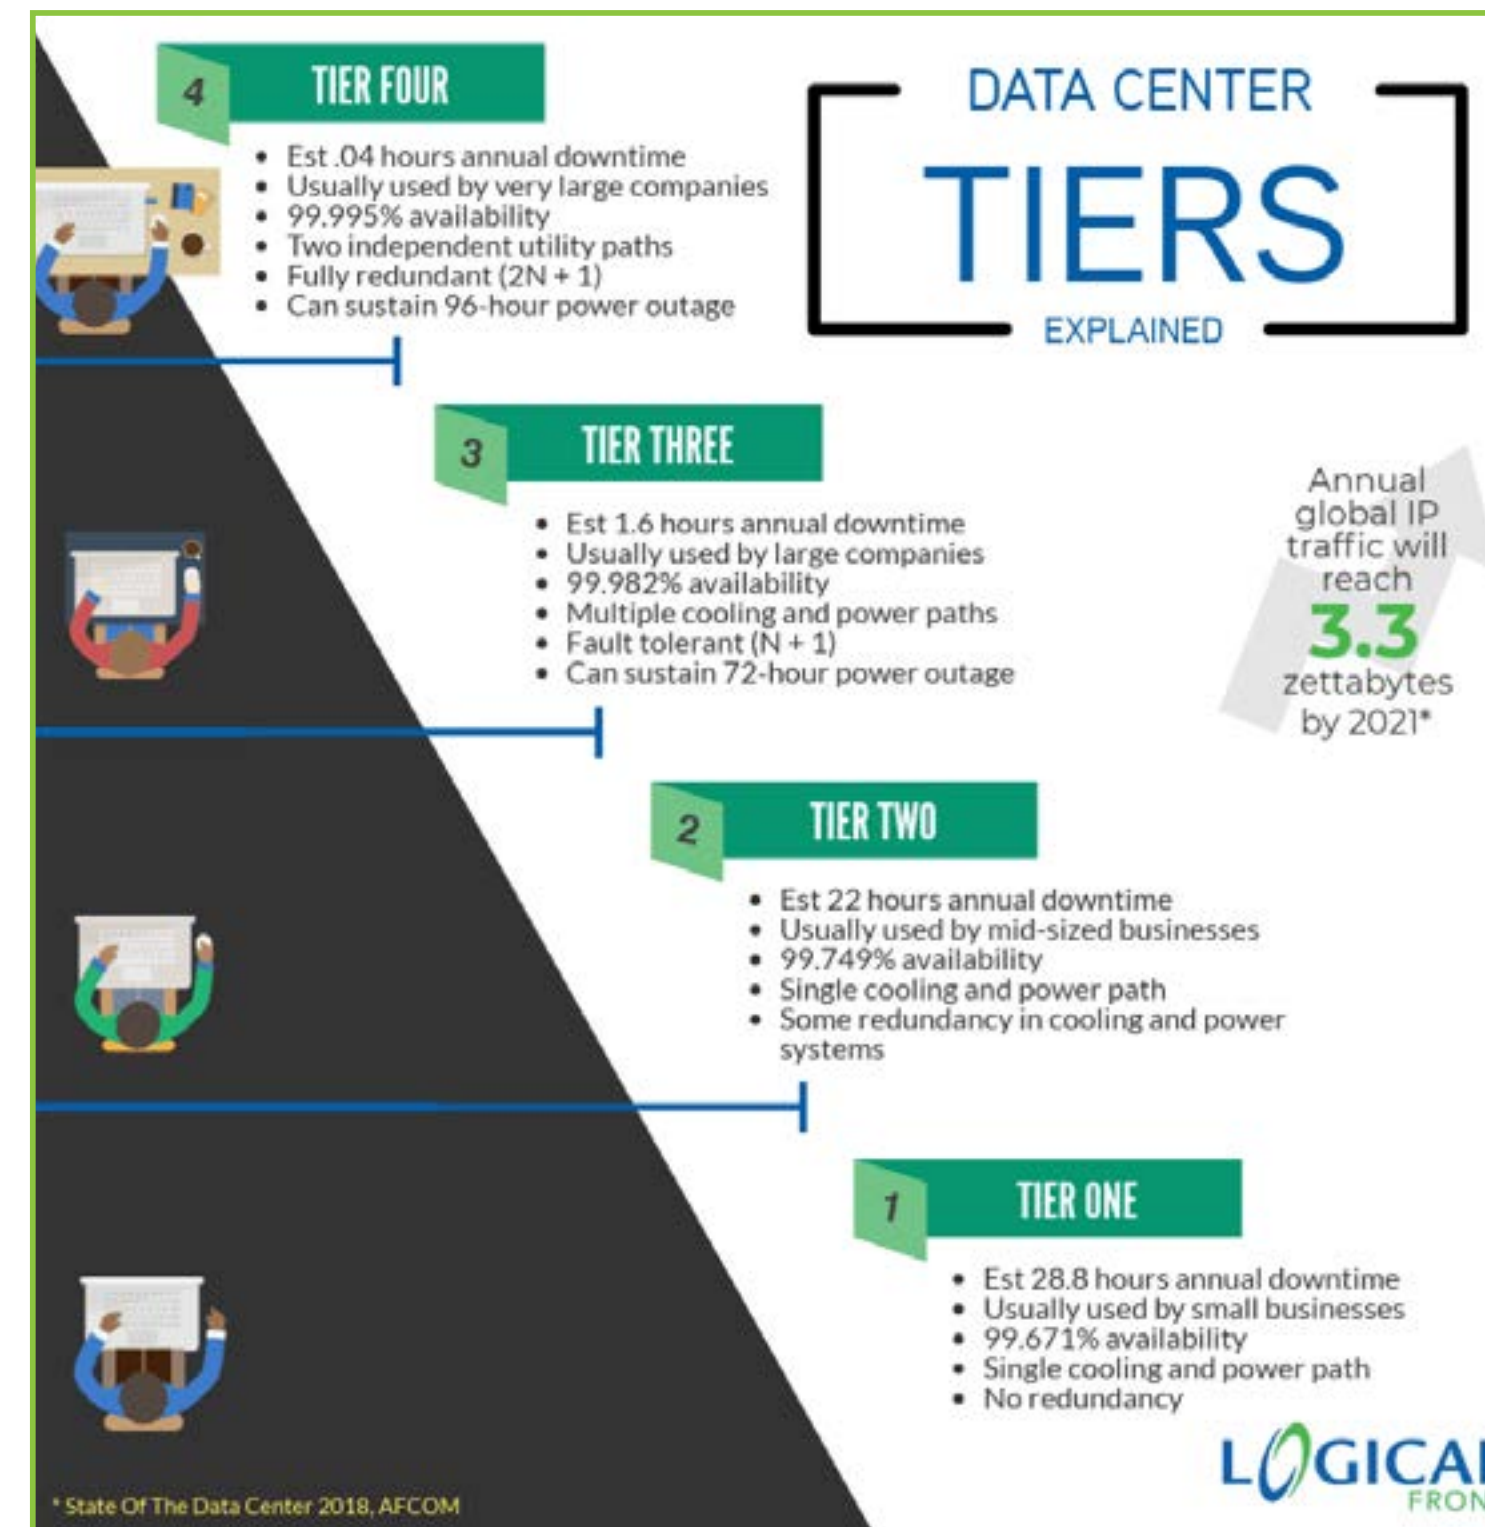 DATA CENTER
TIERS
EXPLAINED
4
TIER FOUR
• Est .04 hours annual downtime
• Usually used by very large companies
• 99.995% availability
• Two independent utility paths
• Fully redundant (2N + 1)
• Can sustain 96-hour power outage
3
TIER THREE
• Est 1.6 hours annual downtime
• Usually used by large companies
• 99.982% availability
• Multiple cooling and power paths
• Fault tolerant (N + 1)
• Can sustain 72-hour power outage
Annual
global IP
traffic will
reach
3.3
zettabytes
by 2021*
2
TIER TWO
• Est 22 hours annual downtime
• Usually used by mid-sized businesses
• 99.749% availability
• Single cooling and power path
• Some redundancy in cooling and power
systems
1
TIER ONE
• Est 28.8 hours annual downtime
• Usually used by small businesses
• 99.671% availability
• Single cooling and power path
• No redundancy
* State Of The Data Center 2018, AFCOM